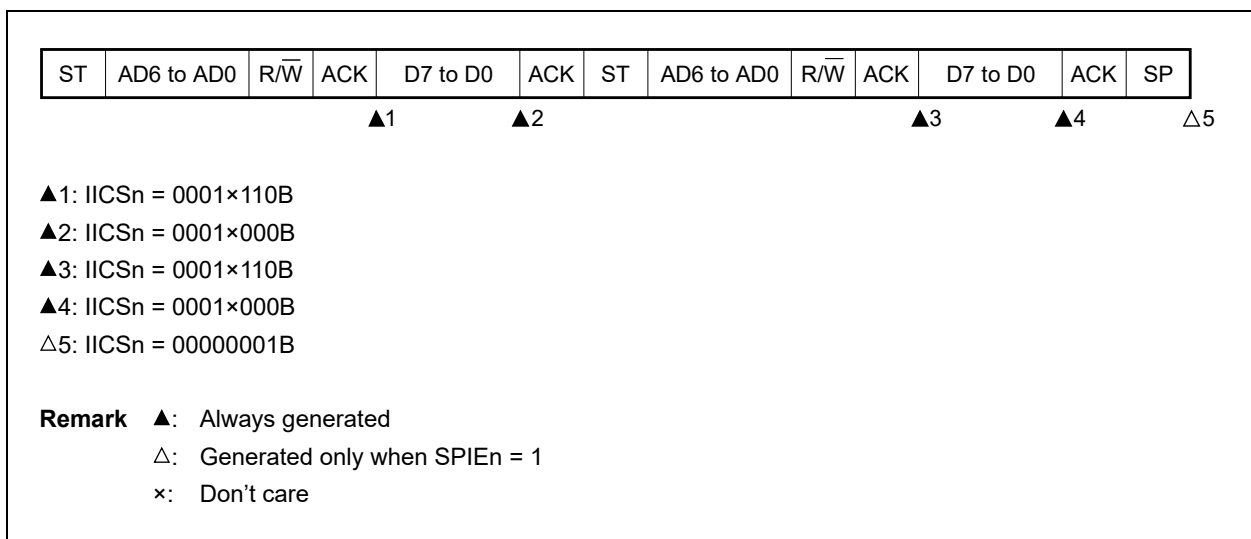 ST AD6 to AD0 R/W̅ ACK D7 to D0 ACK ST AD6 to AD0 R/W̅ ACK D7 to D0 ACK SP
▲1 ▲2 ▲3 ▲4 △5
▲1: IICSn = 0001×110B
▲2: IICSn = 0001×000B
▲3: IICSn = 0001×110B
▲4: IICSn = 0001×000B
△5: IICSn = 00000001B
Remark ▲: Always generated
△: Generated only when SPIEn = 1
×: Don’t care